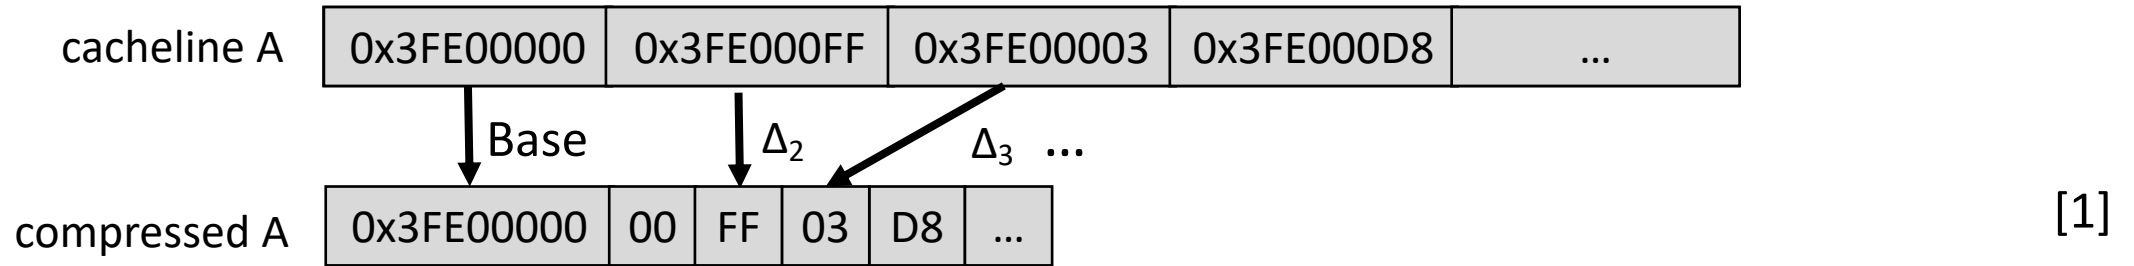 cacheline A 0x3FE00000 0x3FE000FF 0x3FE00003 0x3FE000D8 ...
Base Δ₂ Δ₃ ...
compressed A 0x3FE00000 00 FF 03 D8 ... [1]